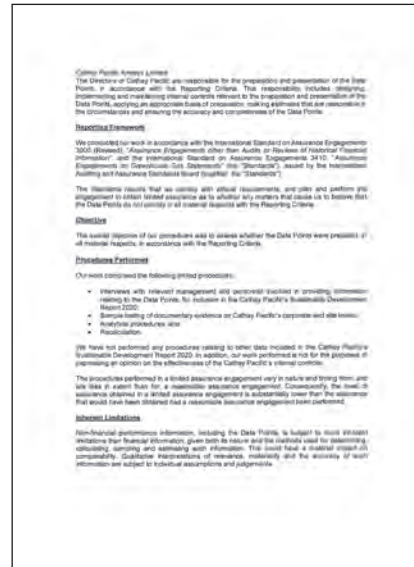 Cathay Pacific Airways Limited
The Directors of Cathay Pacific are responsible for the preparation and presentation of the Data
Points in accordance with the Reporting Criteria. This responsibility includes designing,
implementing and maintaining internal controls relevant to the preparation and presentation of the
Data Points, applying an appropriate basis of preparation, making estimates that are reasonable in
the circumstances and ensuring the accuracy and completeness of the Data Points.
Reporting Framework
We conducted our work in accordance with the International Standard on Assurance Engagements
3000 (Revised), "Assurance Engagements other than Audits or Reviews of Historical Financial
Information" and the International Standard on Assurance Engagements 3410, "Assurance
Engagements on Greenhouse Gas Statements" (the "Standards"), issued by the International
Auditing and Assurance Standards Board (together the "Standards").
The Standards require that we comply with ethical requirements, and plan and perform the
engagement to obtain limited assurance as to whether any matters that cause us to believe that
the Data Points do not comply in all material respects with the Reporting Criteria.
Objective
The overall objective of our procedures was to assess whether the Data Points were prepared, in
all material respects, in accordance with the Reporting Criteria.
Procedures Performed
Our work comprised the following limited procedures:
• Interviews with relevant management and personnel involved in providing information
relating to the Data Points, for inclusion in the Cathay Pacific's Sustainable Development
Report 2020;
• Sample testing of documentary evidence on Cathay Pacific's corporate and site levels;
• Analytical procedures; and
• Recalculation.
We have not performed any procedures relating to other data included in the Cathay Pacific's
Sustainable Development Report 2020. In addition, our work performed is not for the purposes of
expressing an opinion on the effectiveness of the Cathay Pacific's internal controls.
The procedures performed in a limited assurance engagement vary in nature and timing from, and
are less in extent than for, a reasonable assurance engagement. Consequently, the level of
assurance obtained in a limited assurance engagement is substantially lower than the assurance
that would have been obtained had a reasonable assurance engagement been performed.
Inherent Limitations
Non-financial performance information, including the Data Points, is subject to more inherent
limitations than financial information, given both its nature and the methods used for determining,
calculating, sampling and estimating such information. This could have a material impact on
comparability. Qualitative interpretations of relevance, materiality and the accuracy of such
information are subject to individual assumptions and judgements.